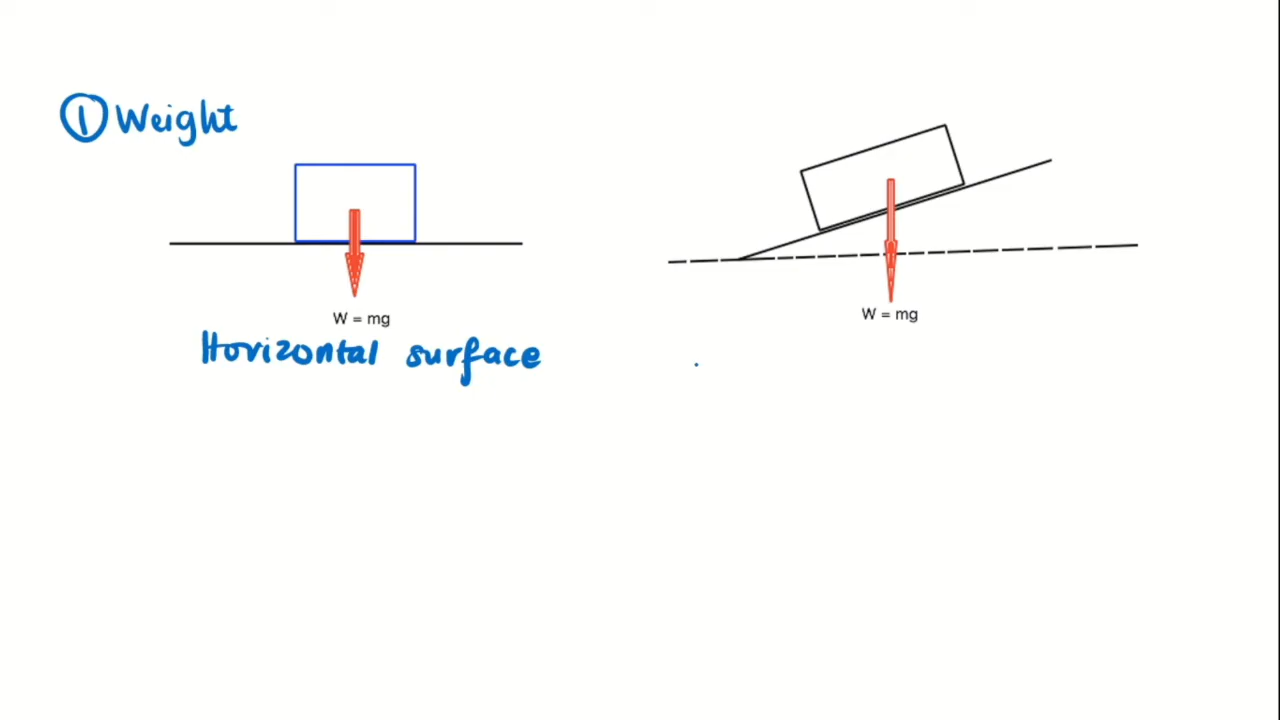 ① Weight
W = mg
W = mg
Horizontal surface